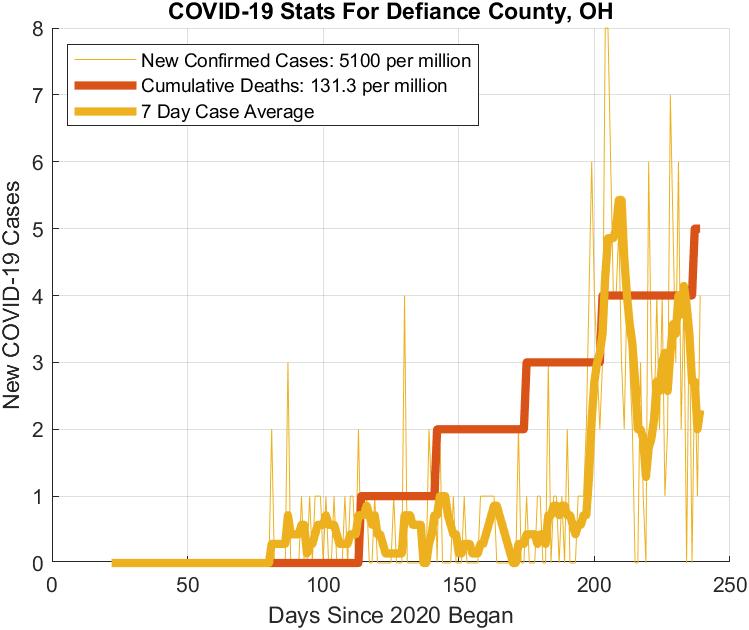 COVID-19 Stats For Defiance County, OH
New Confirmed Cases: 5100 per million
Cumulative Deaths: 131.3 per million
7 Day Case Average
New COVID-19 Cases
8
7
6
5
4
3
2
1
0
0 50 100 150 200 250
Days Since 2020 Began